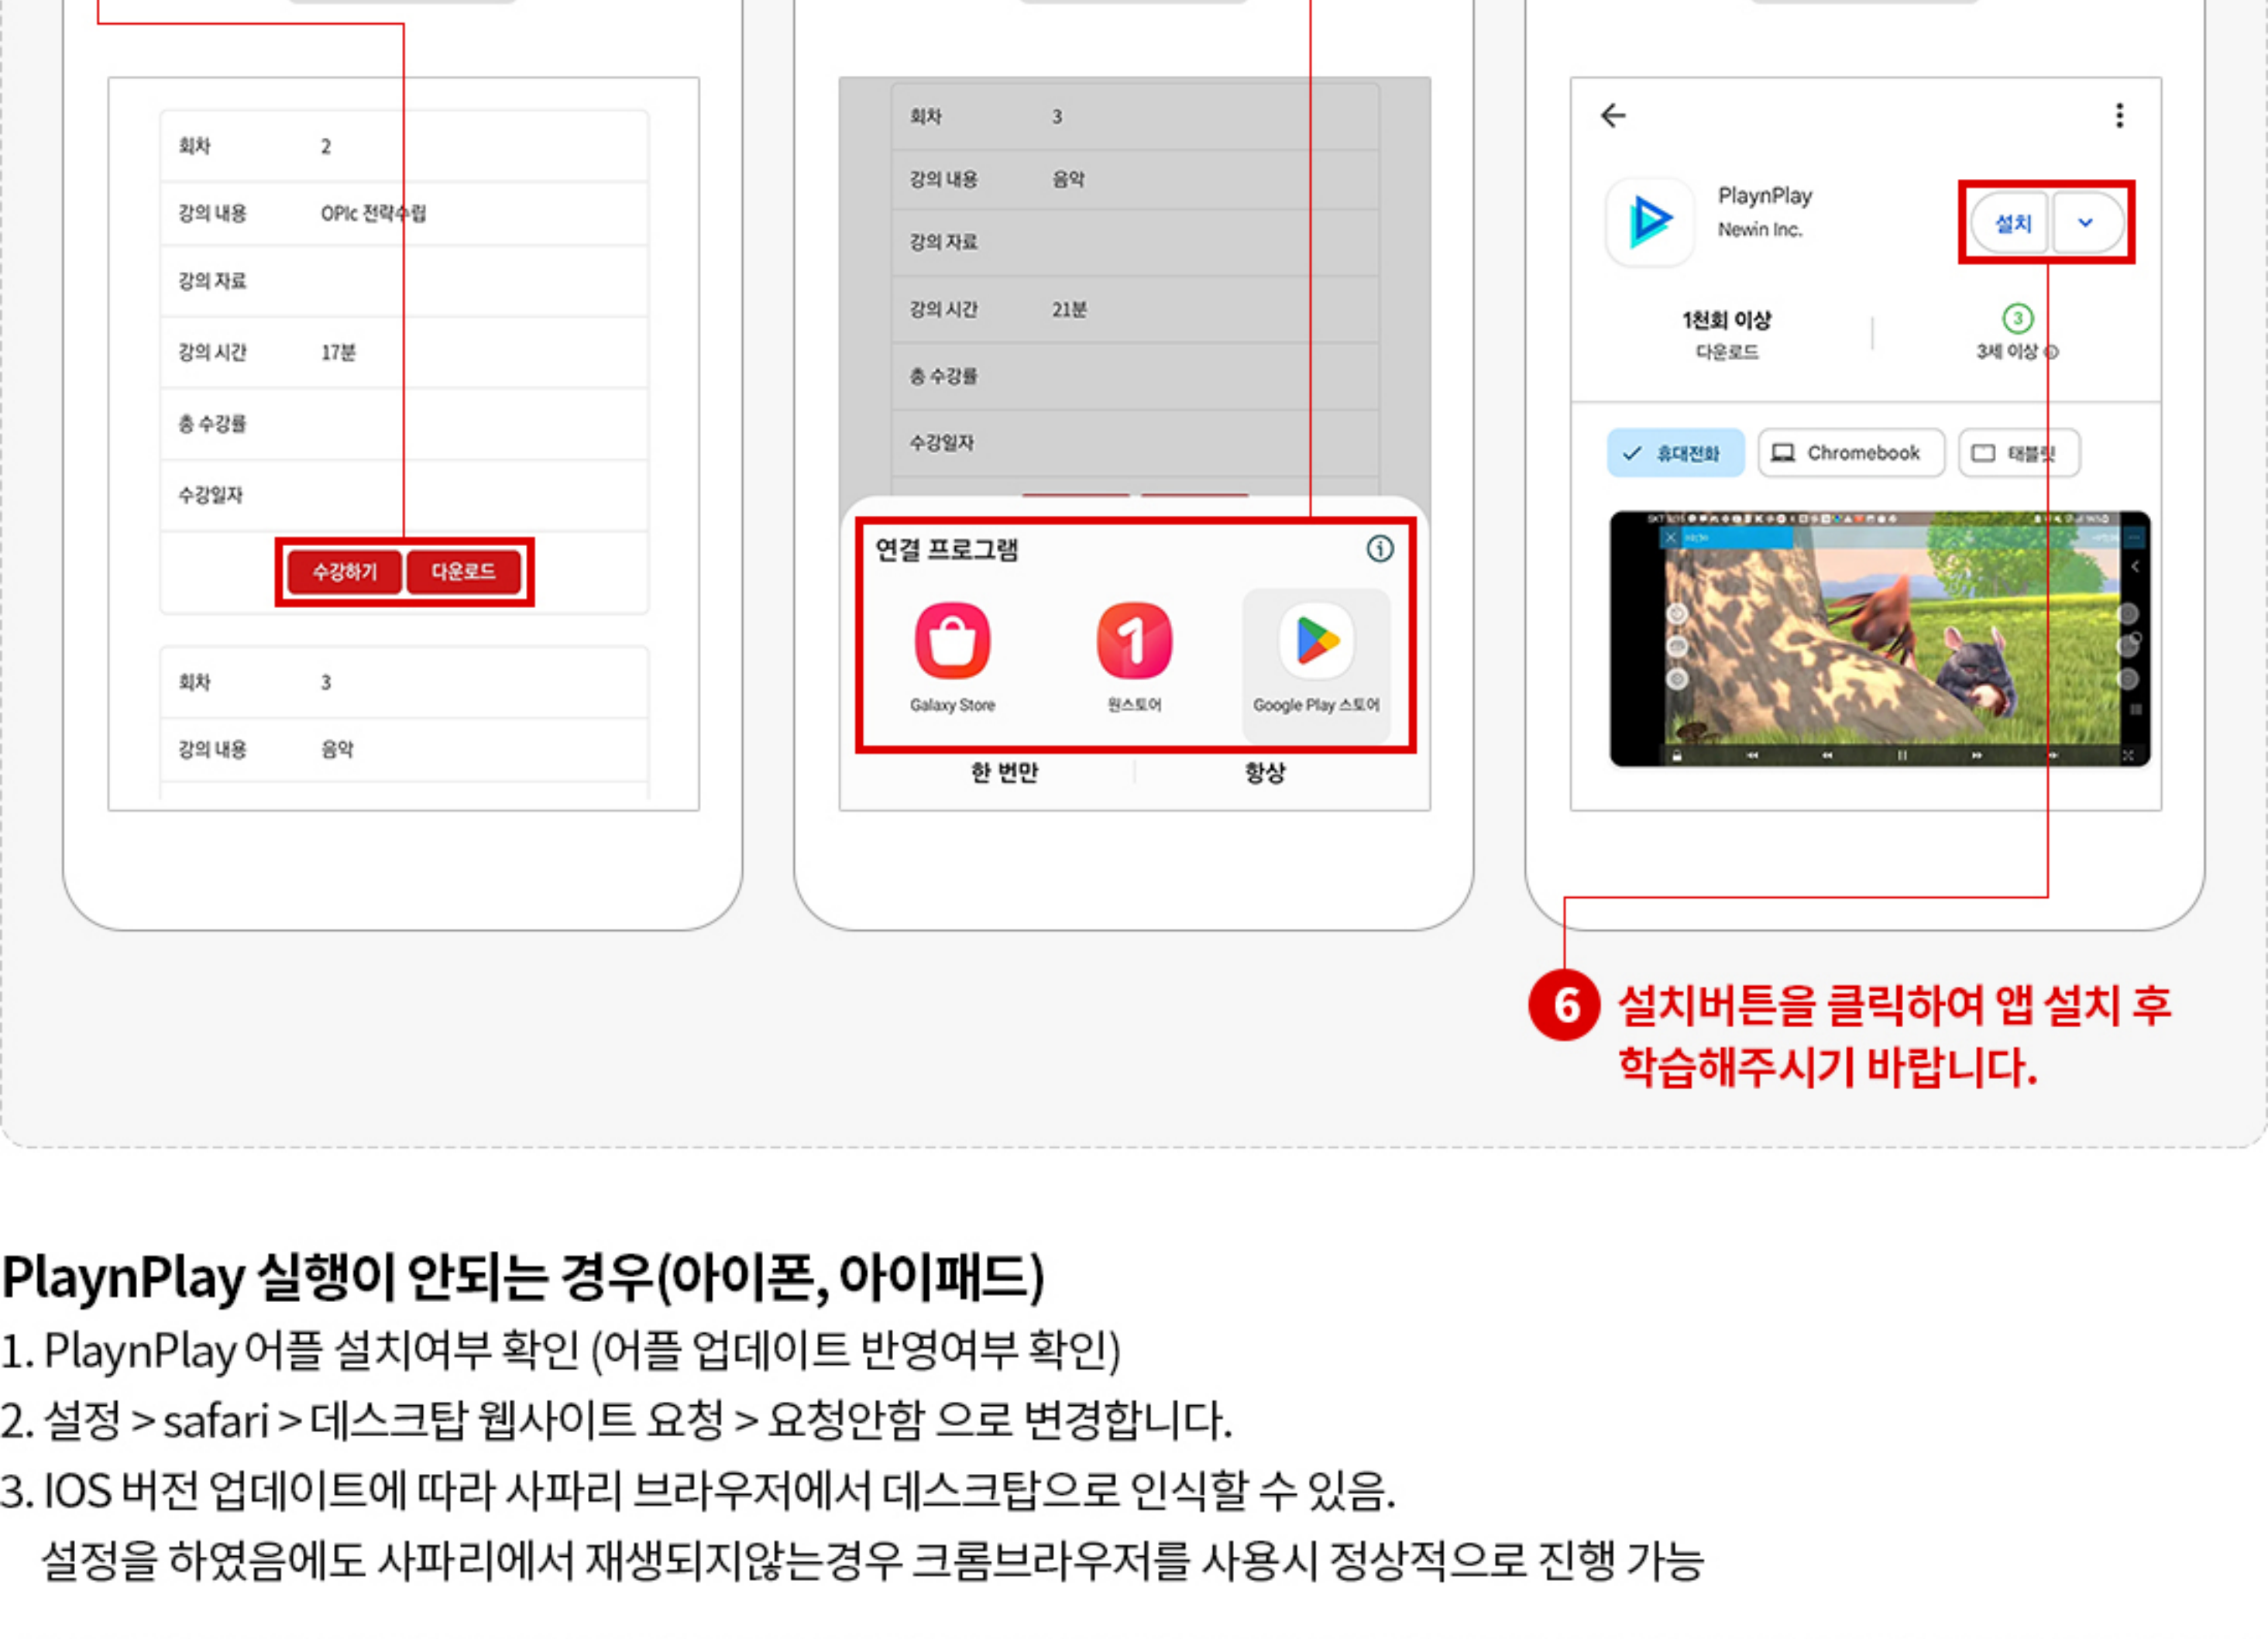 회차 2
강의 내용 OPIc 전략수립
강의 자료
강의 시간 17분
총 수강률
수강일자
수강하기 다운로드
회차 3
강의 내용 음악
회차 3
강의 내용 음악
강의 자료
강의 시간 21분
총 수강률
수강일자
연결 프로그램
Galaxy Store 원스토어 Google Play 스토어
한 번만 항상
PlaynPlay
Newin Inc.
설치
1천회 이상
다운로드
3
3세 이상
휴대전화 Chromebook 태블릿
6 설치버튼을 클릭하여 앱 설치 후
학습해주시기 바랍니다.
PlaynPlay 실행이 안되는 경우(아이폰, 아이패드)
1. PlaynPlay 어플 설치여부 확인 (어플 업데이트 반영여부 확인)
2. 설정 > safari > 데스크탑 웹사이트 요청 > 요청안함 으로 변경합니다.
3. IOS 버전 업데이트에 따라 사파리 브라우저에서 데스크탑으로 인식할 수 있음.
설정을 하였음에도 사파리에서 재생되지않는경우 크롬브라우저를 사용시 정상적으로 진행 가능